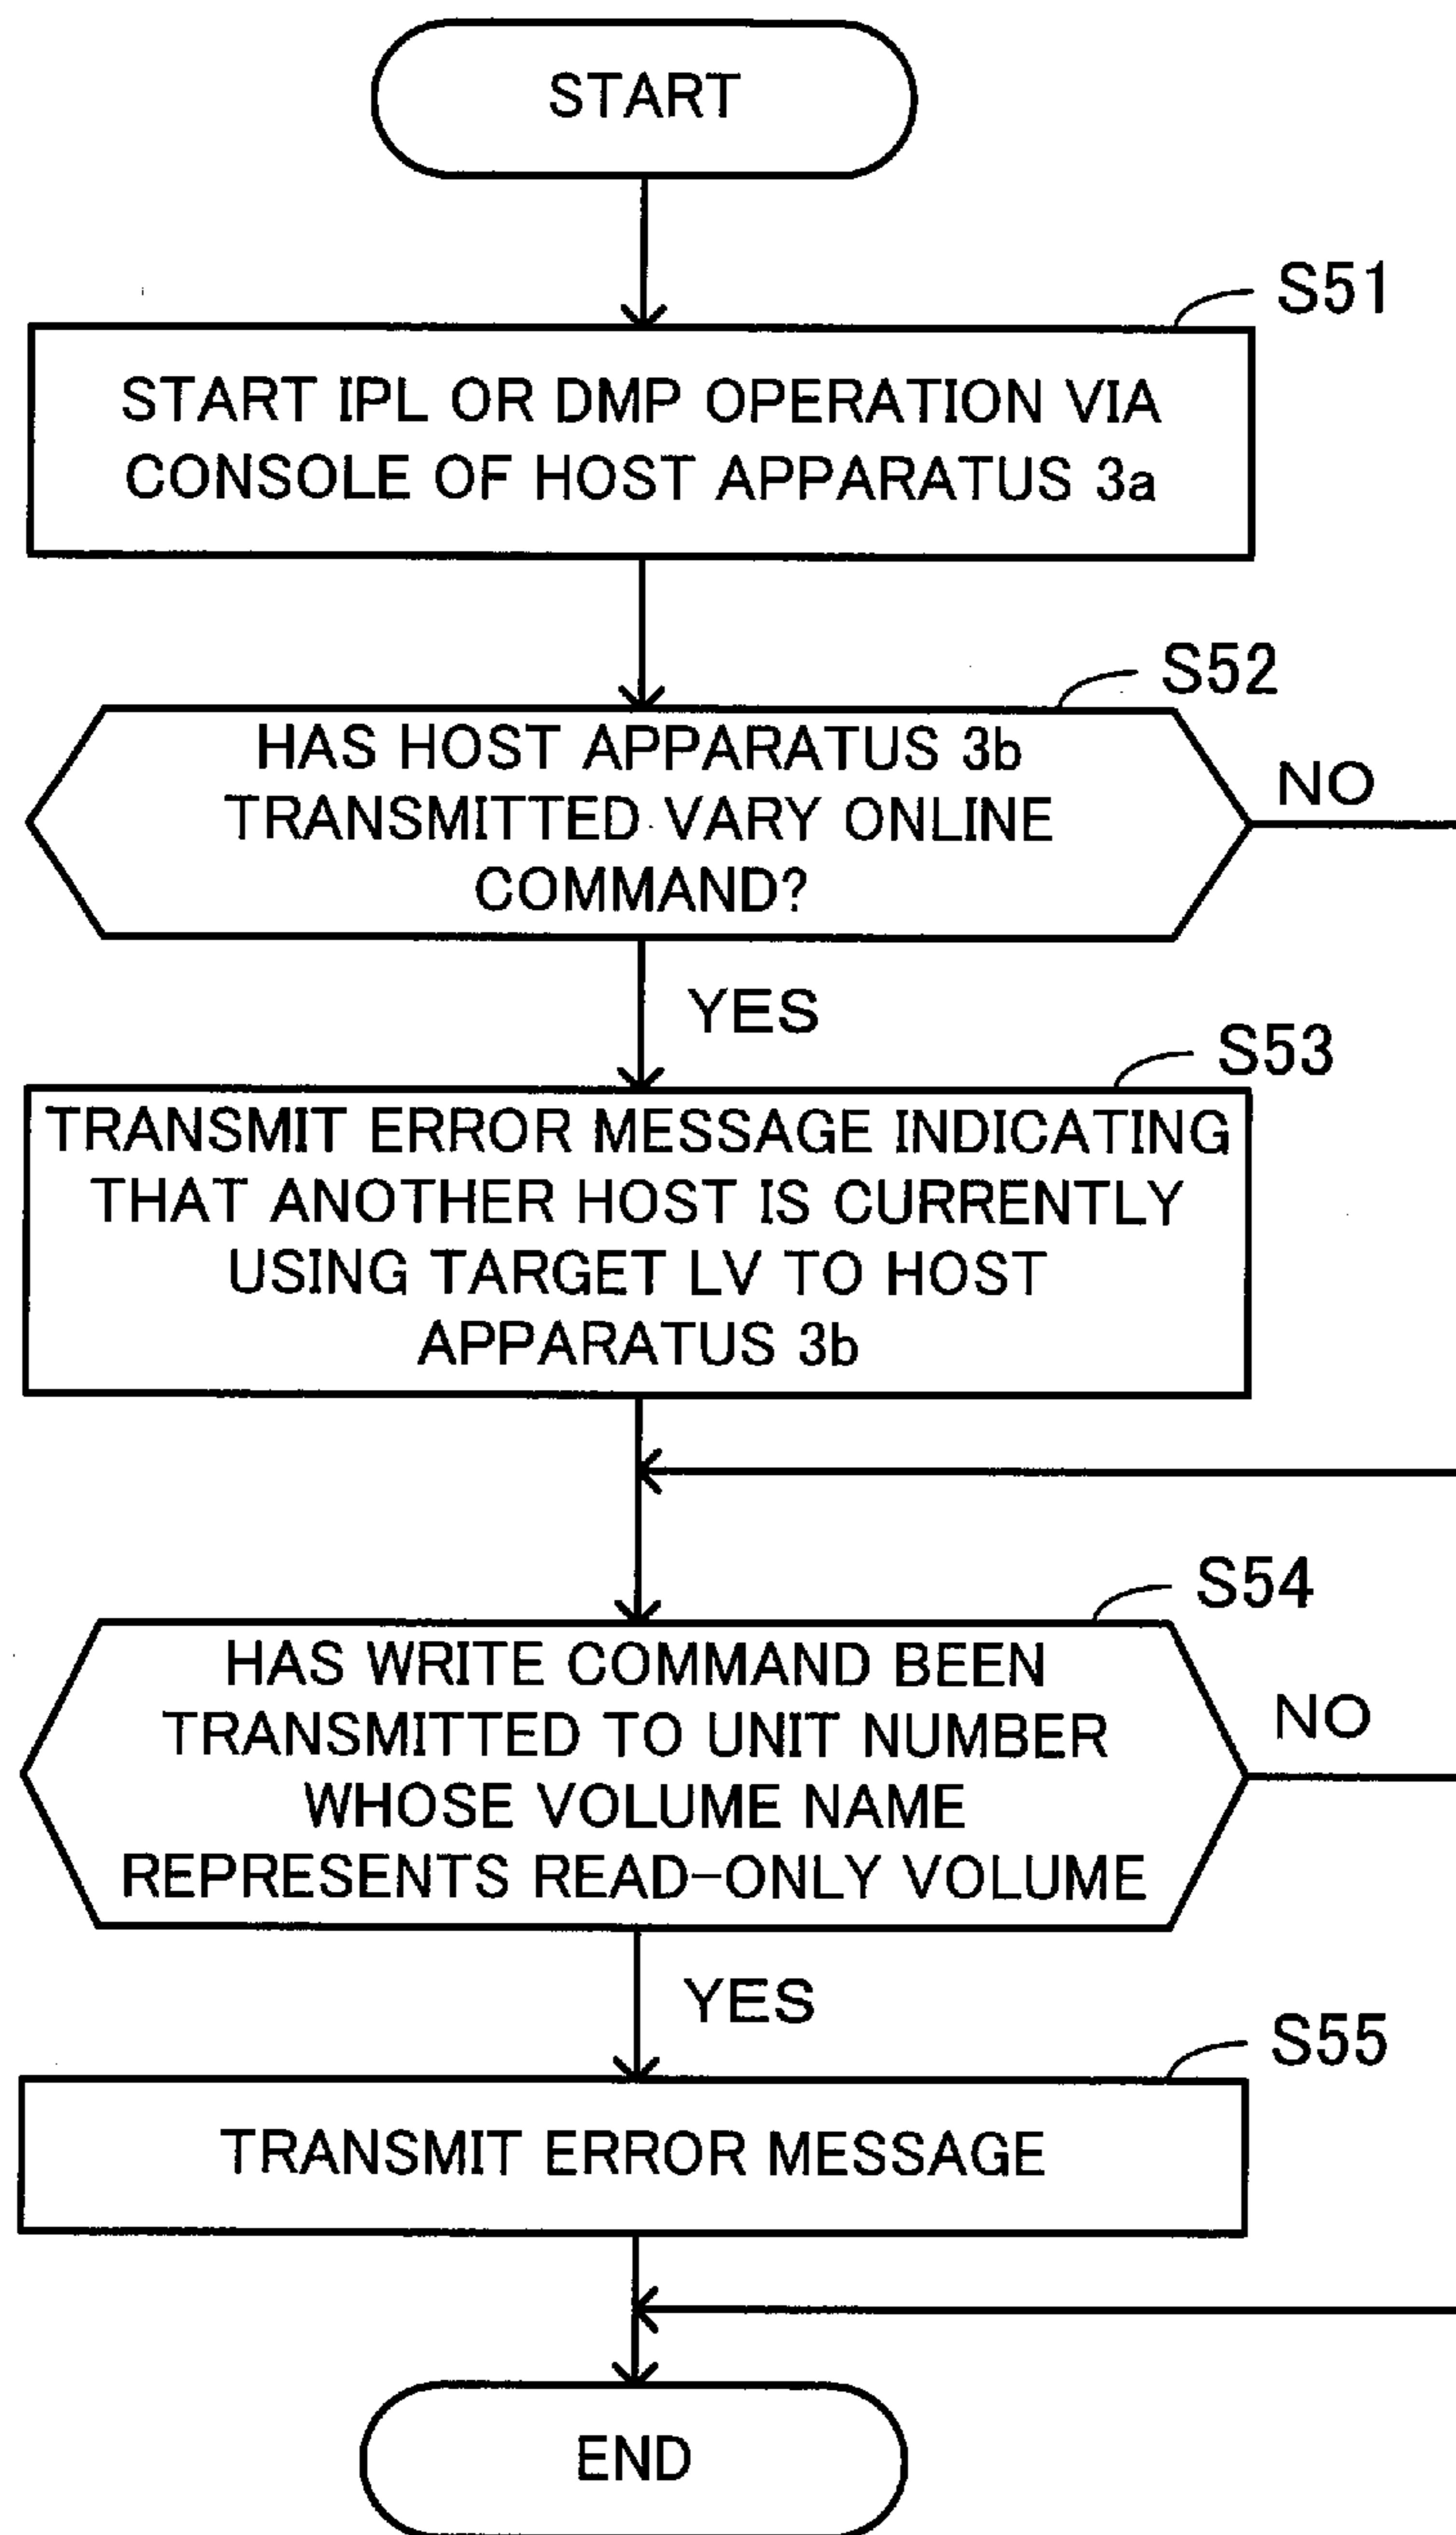 START
S51
START IPL OR DMP OPERATION VIA
CONSOLE OF HOST APPARATUS 3a
S52
HAS HOST APPARATUS 3b
TRANSMITTED VARY ONLINE
COMMAND?
NO
YES
S53
TRANSMIT ERROR MESSAGE INDICATING
THAT ANOTHER HOST IS CURRENTLY
USING TARGET LV TO HOST
APPARATUS 3b
S54
HAS WRITE COMMAND BEEN
TRANSMITTED TO UNIT NUMBER
WHOSE VOLUME NAME
REPRESENTS READ-ONLY VOLUME
NO
YES
S55
TRANSMIT ERROR MESSAGE
END